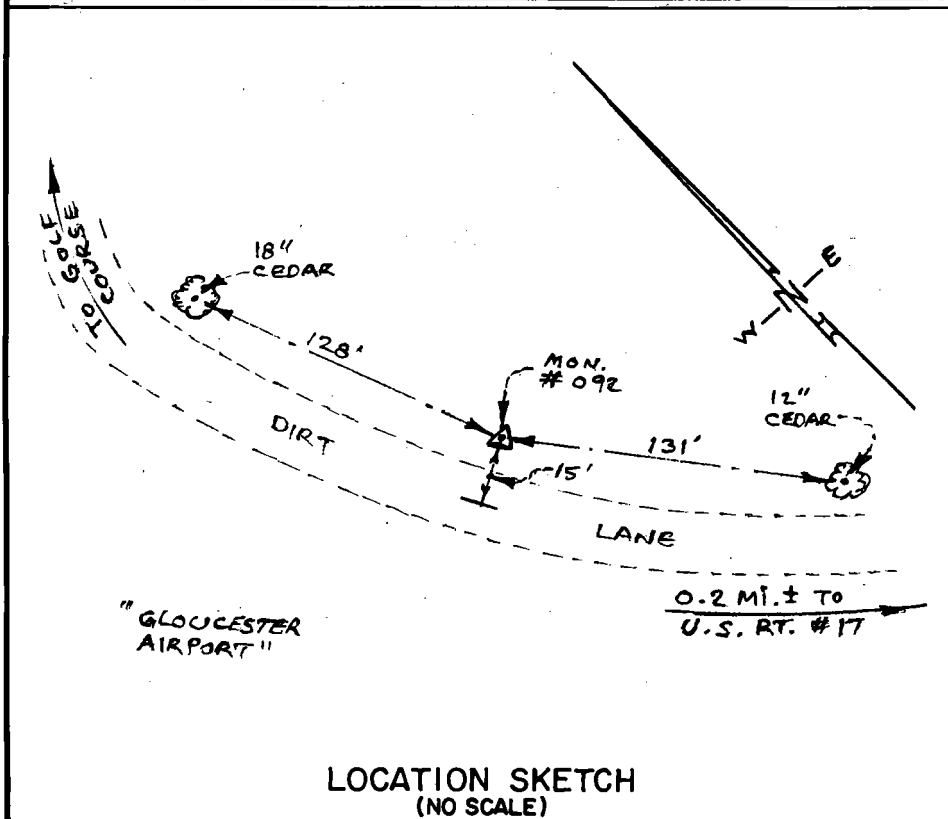 TO GOLF
COURSE
18"
CEDAR
128'
MON.
# 092
E
N
W
12"
CEDAR
131'
DIRT
15'
LANE
"GLOUCESTER
AIRPORT"
0.2 MI.± TO
U.S. RT. #17
LOCATION SKETCH
(NO SCALE)